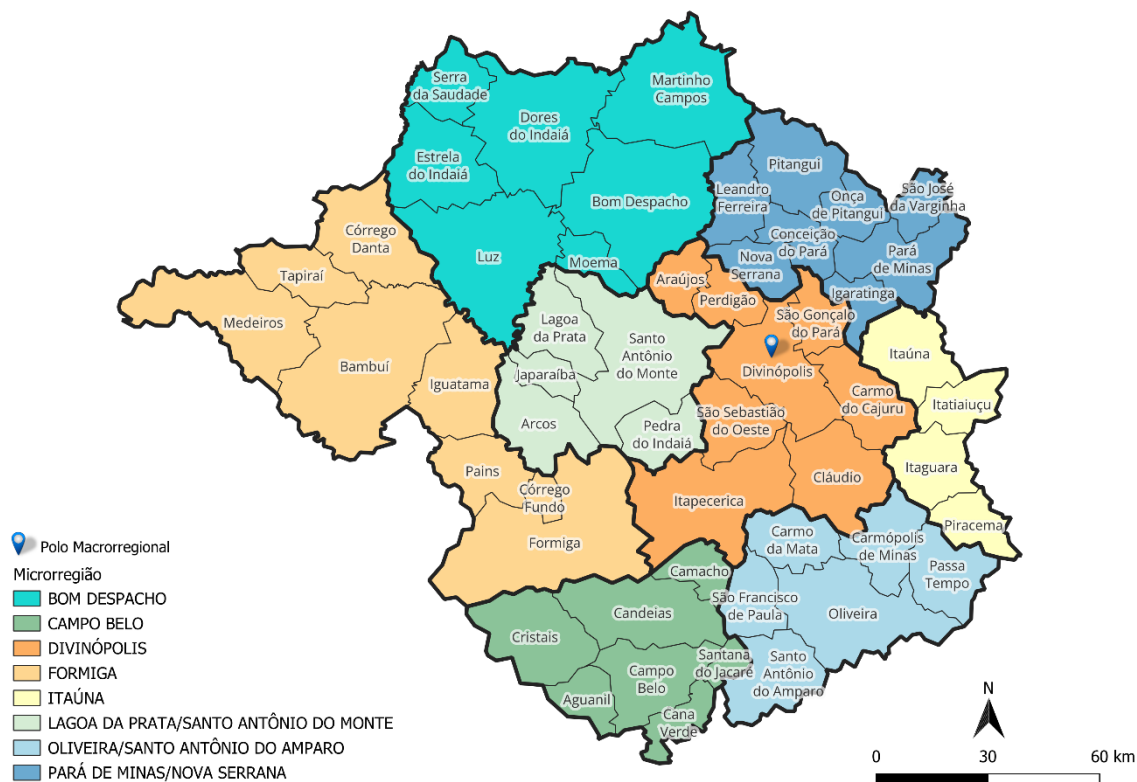 Serra
da Saudade
Dores
do Indaiá
Martinho
Campos
Estrela
do Indaiá
Bom Despacho
Luz
Moema
Pitangui
Leandro
Ferreira
Onça
de Pitangui
São José
da Varginha
Conceição
do Pará
Nova
Serrana
Pará
de Minas
Igaratinga
Córrego
Danta
Tapiraí
Medeiros
Bambuí
Iguatama
Lagoa
da Prata
Santo
Antônio
do Monte
Japaraíba
Arcos
Pedra
do Indaiá
Araújos
Perdigão
São Gonçalo
do Pará
Divinópolis
Carmo
do Cajuru
São Sebastião
do Oeste
Cláudio
Itapecerica
Itaúna
Itatiaiuçu
Itaguara
Piracema
Pains
Córrego
Fundo
Formiga
Camacho
Candeias
Cristais
Campo
Belo
Santana
do Jacaré
Aguanil
Cana
Verde
Carmo
da Mata
Carmópolis
de Minas
Passa
Tempo
São Francisco
de Paula
Oliveira
Santo
Antônio
do Amparo
Polo Macrorregional
Microrregião
BOM DESPACHO
CAMPO BELO
DIVINÓPOLIS
FORMIGA
ITAÚNA
LAGOA DA PRATA/SANTO ANTÔNIO DO MONTE
OLIVEIRA/SANTO ANTÔNIO DO AMPARO
PARÁ DE MINAS/NOVA SERRANA
N
0 30 60 km